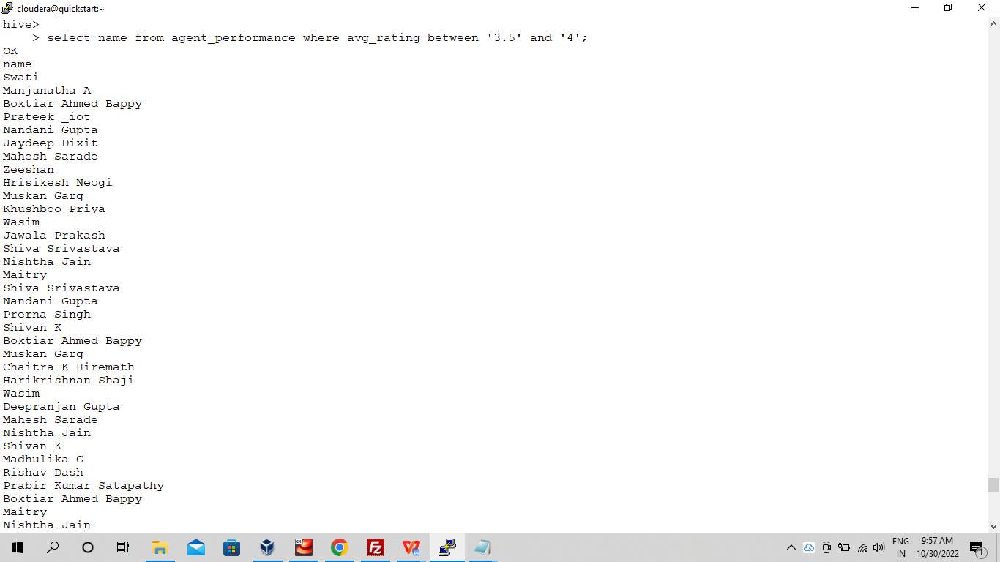 cloudera@quickstart:~
hive>
    > select name from agent_performance where avg_rating between '3.5' and '4';
OK
name
Swati
Manjunatha A
Boktiar Ahmed Bappy
Prateek _iot
Nandani Gupta
Jaydeep Dixit
Mahesh Sarade
Zeeshan
Hrisikesh Neogi
Muskan Garg
Khushboo Priya
Wasim
Jawala Prakash
Shiva Srivastava
Nishtha Jain
Maitry
Shiva Srivastava
Nandani Gupta
Prerna Singh
Shivan K
Boktiar Ahmed Bappy
Muskan Garg
Chaitra K Hiremath
Harikrishnan Shaji
Wasim
Deepranjan Gupta
Mahesh Sarade
Nishtha Jain
Shivan K
Madhulika G
Rishav Dash
Prabir Kumar Satapathy
Boktiar Ahmed Bappy
Maitry
Nishtha Jain
64
Fz
ENG
IN
9:57 AM
10/30/2022
1